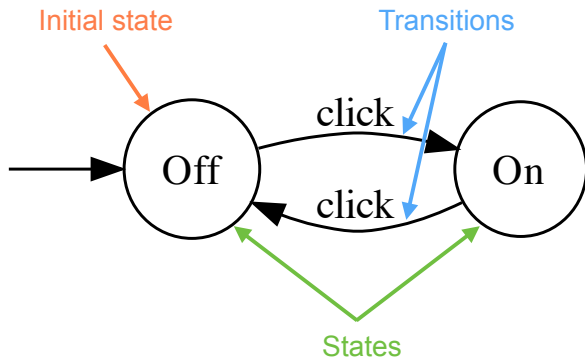 Initial state
Transitions
click
Off
On
click
States